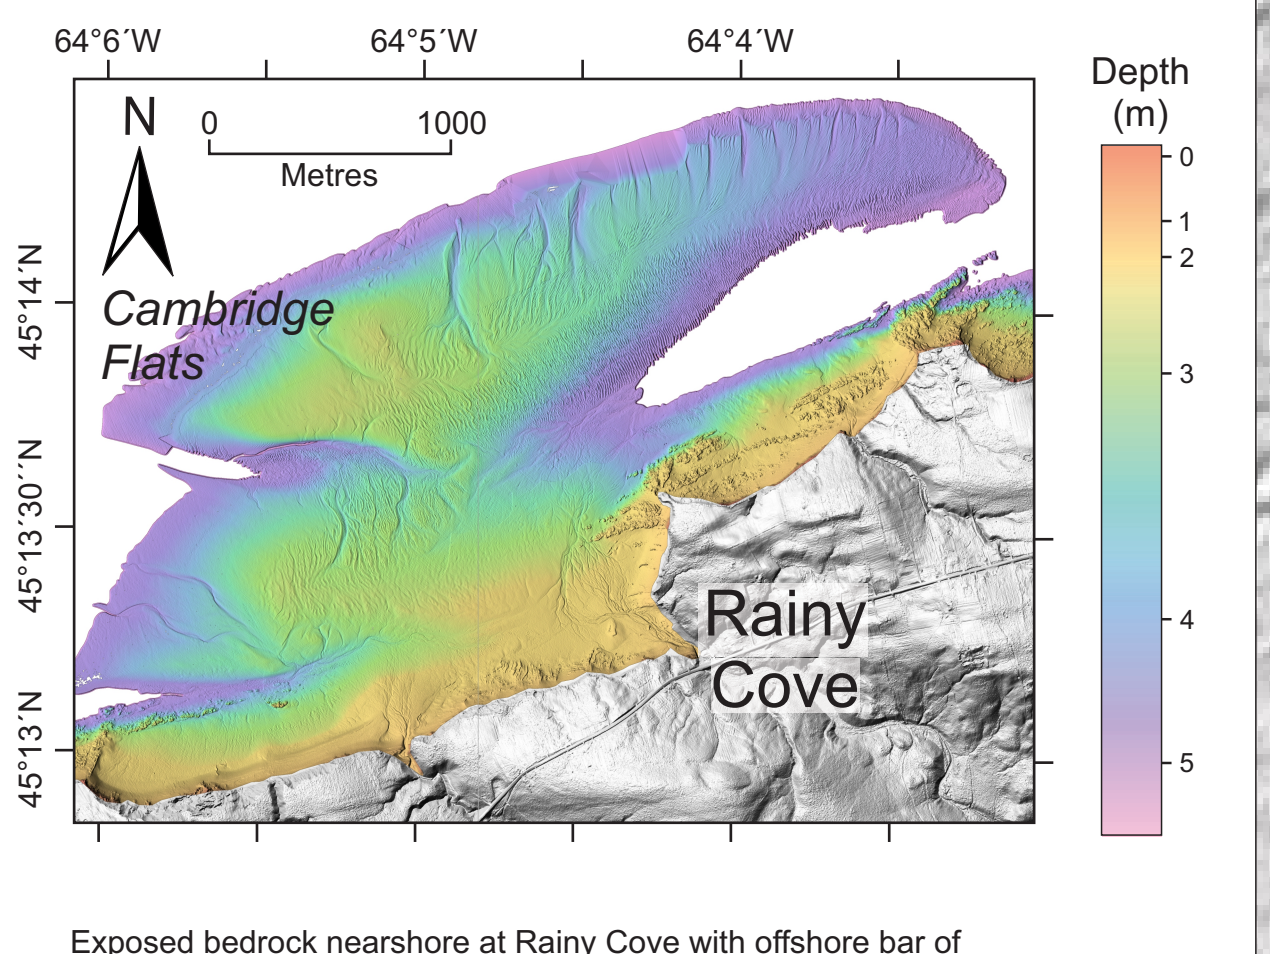 64°6´W 64°5´W 64°4´W
Depth
(m)
N
0 1000
Metres
0
1
2
3
4
5
45°14´N
45°13´30´´N
45°13´N
Cambridge
Flats
Rainy
Cove
Exposed bedrock nearshore at Rainy Cove with offshore bar of